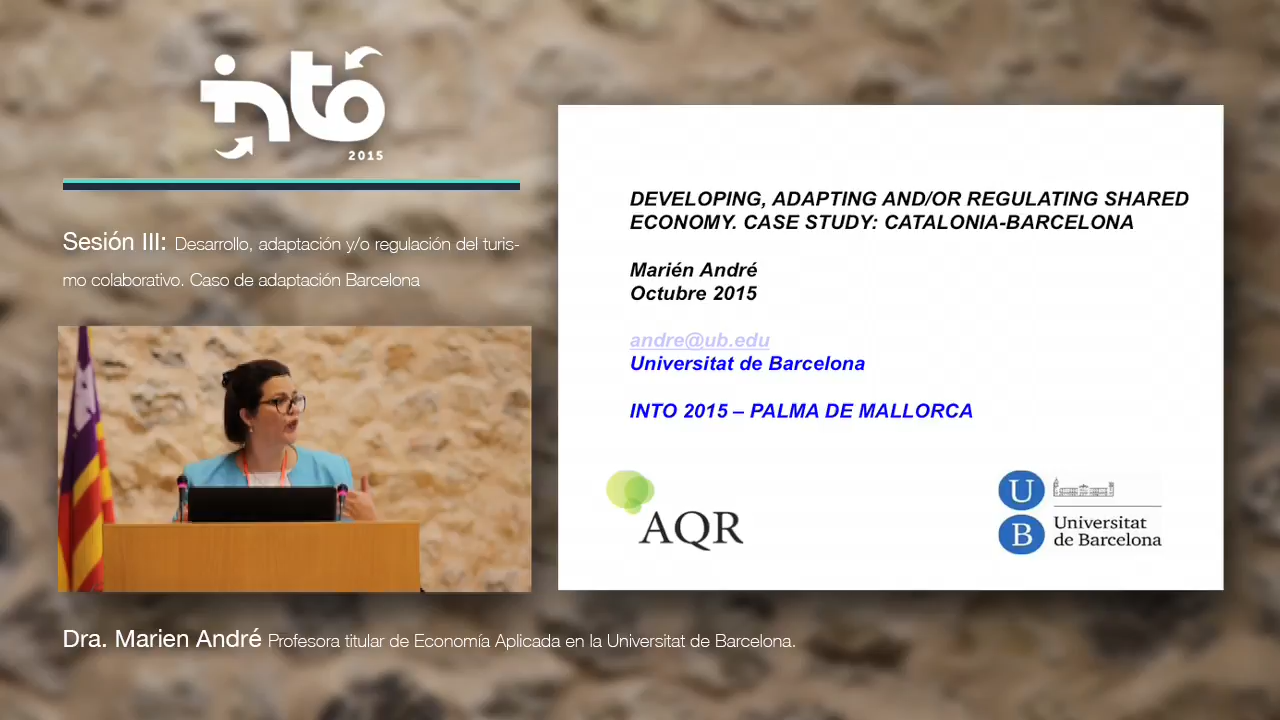 into
2015
Sesión III: Desarrollo, adaptación y/o regulación del turis-
mo colaborativo. Caso de adaptación Barcelona
DEVELOPING, ADAPTING AND/OR REGULATING SHARED
ECONOMY. CASE STUDY: CATALONIA-BARCELONA
Marién André
Octubre 2015
andre@ub.edu
Universitat de Barcelona
INTO 2015 – PALMA DE MALLORCA
AQR
U
B
Universitat
de Barcelona
Dra. Marien André Profesora titular de Economía Aplicada en la Universitat de Barcelona.